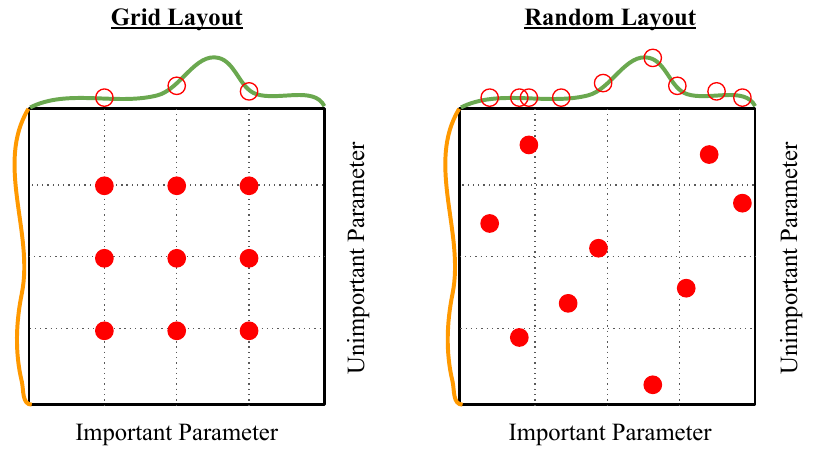 Grid Layout
Random Layout
Unimportant Parameter
Unimportant Parameter
Important Parameter
Important Parameter